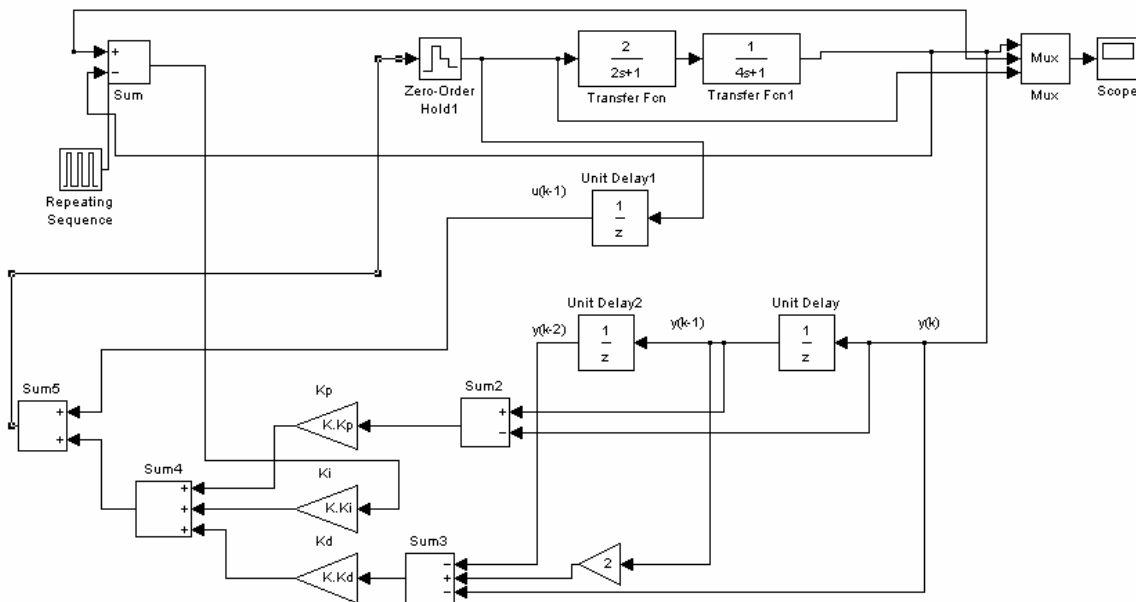 +
−
Sum
Zero-Order
Hold1
2
2s+1
Transfer Fcn
1
4s+1
Transfer Fcn1
Mux
Mux
Scope
Repeating
Sequence
u(k-1)
Unit Delay1
1
z
y(k-2)
Unit Delay2
1
z
y(k-1)
Unit Delay
1
z
y(k)
Sum5
+
+
Kp
K.Kp
Sum2
+
−
Sum4
+
+
+
Ki
K.Ki
Kd
K.Kd
Sum3
−
+
−
2